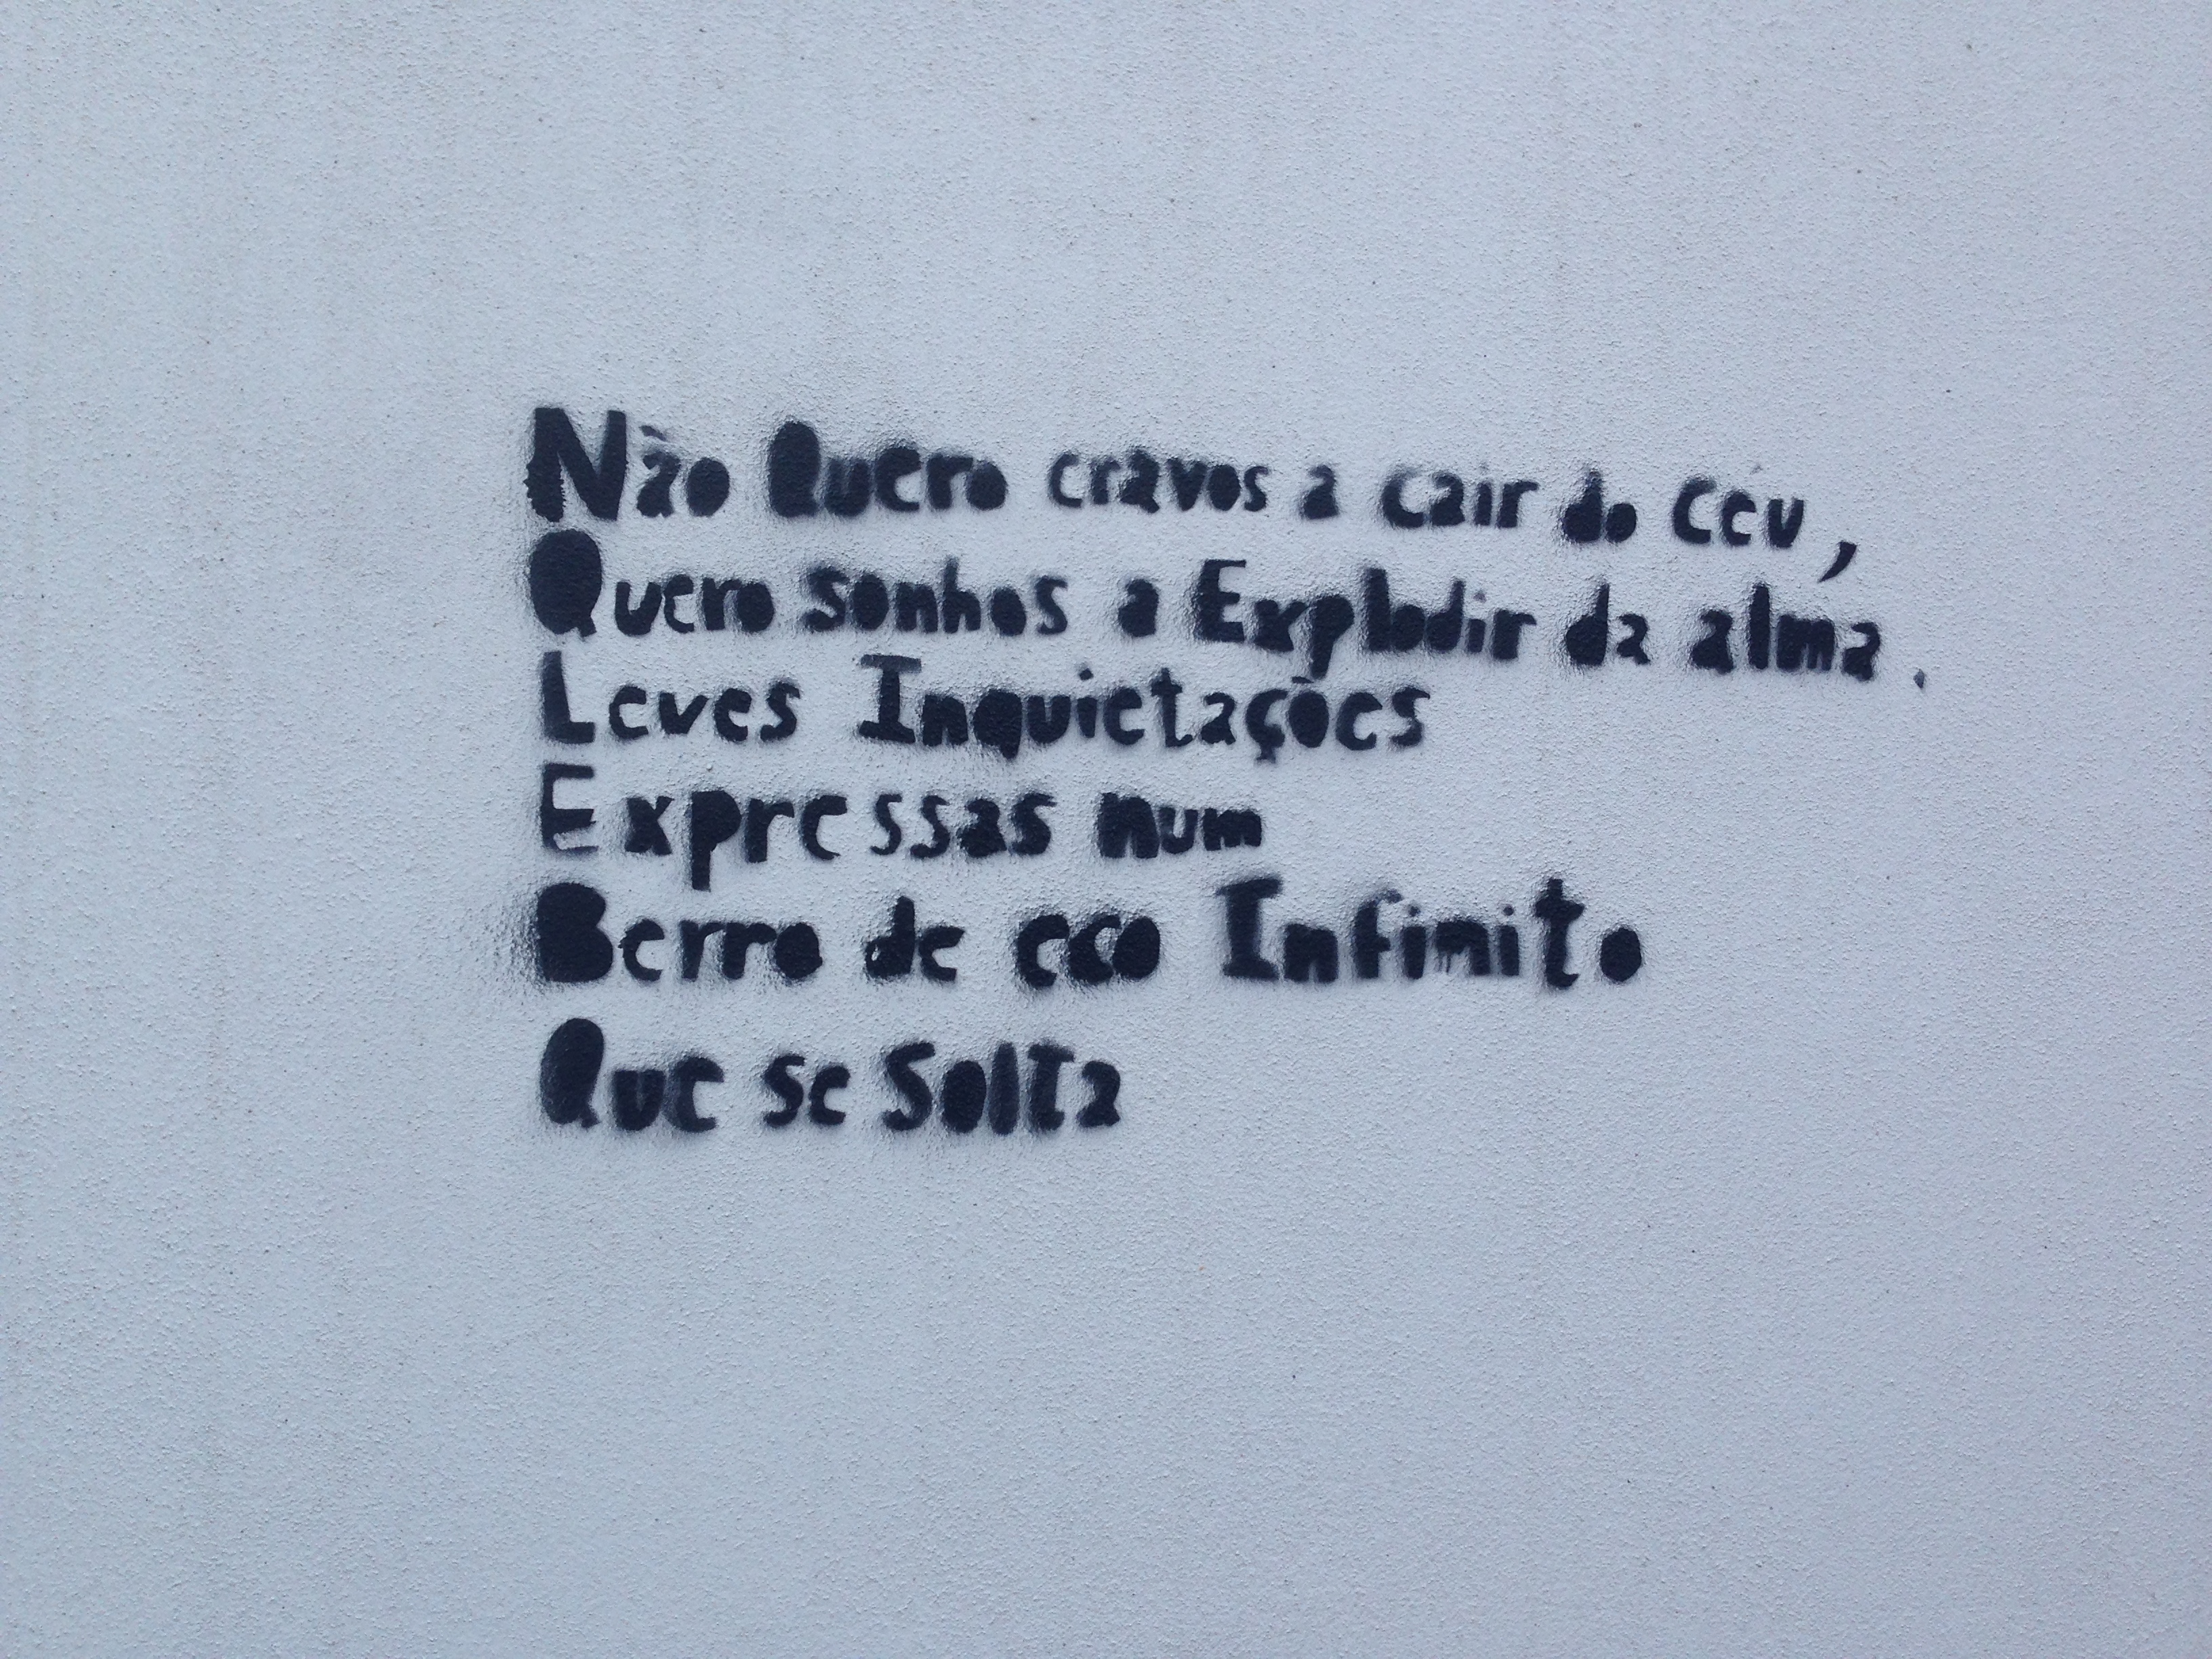 Não Quero cravos a cair do Céu,
Quero sonhos a Explodir da alma.
Leves Inquietações
Expressas num
Berro de eco Infinito
Que se Solta